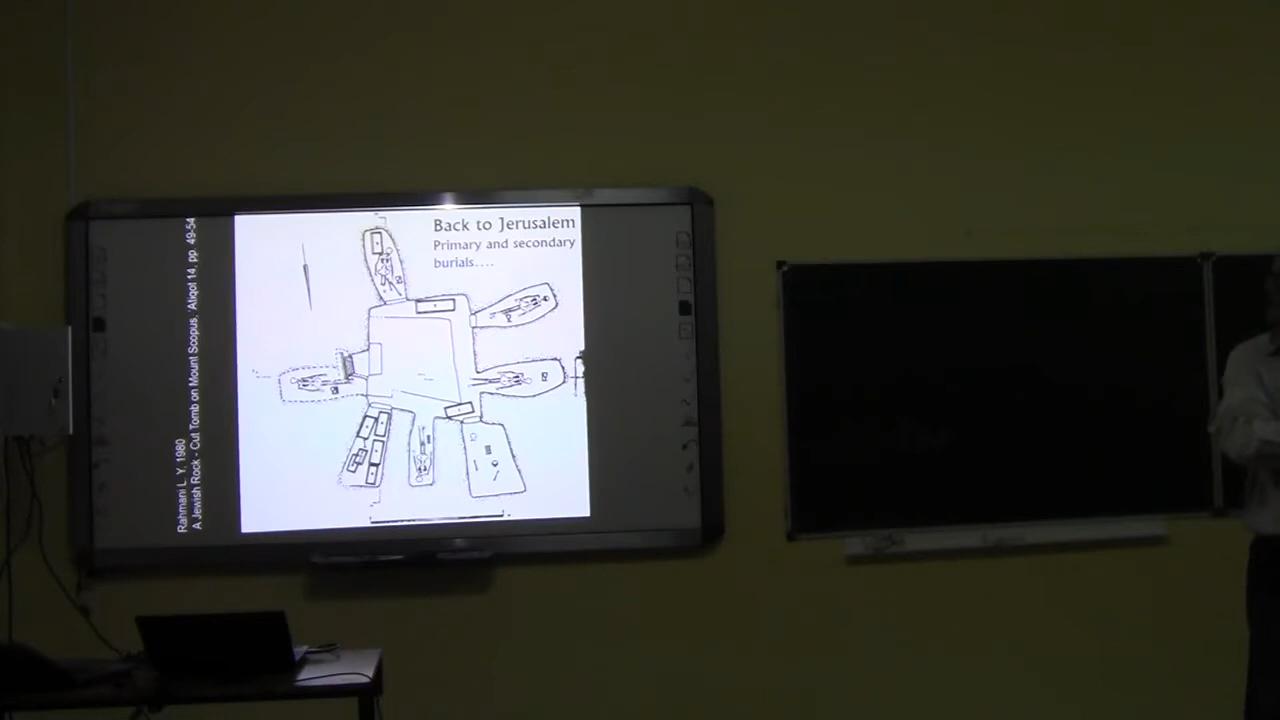 Back to Jerusalem
Primary and secondary
burials....
Rahmani L. Y. 1980
A Jewish Rock - Cut Tomb on Mount Scopus, 'Atiqot 14, pp. 49-54